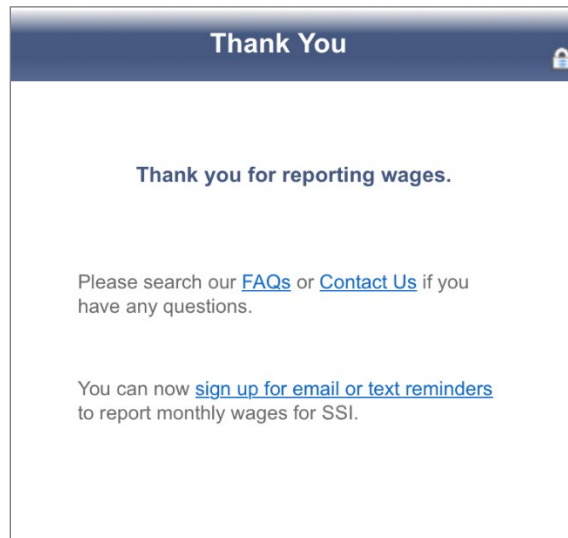 Thank You
Thank you for reporting wages.
Please search our FAQs or Contact Us if you
have any questions.
You can now sign up for email or text reminders
to report monthly wages for SSI.